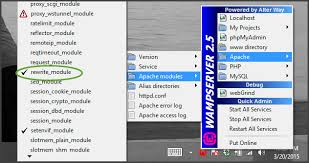 proxy_scgi_module
proxy_wstunnel_module
ratelimit_module
reflector_module
remoteip_module
reqtimeout_module
request_module
rewrite_module
sed_module
session_cookie_module
session_crypto_module
session_dbd_module
session_module
setenvif_module
slotmem_plain_module
slotmem_shm_module
Version
Service
Apache modules
Alias directories
httpd.conf
Apache error log
Apache access log
WAMPSERVER 2.5
Powered by Alter Way
Localhost
phpMyAdmin
www directory
Apache
PHP
MySQL
Debug
webGrind
Quick Admin
Start All Services
Stop All Services
Restart All Services
Put Online
PM
3/20/2015